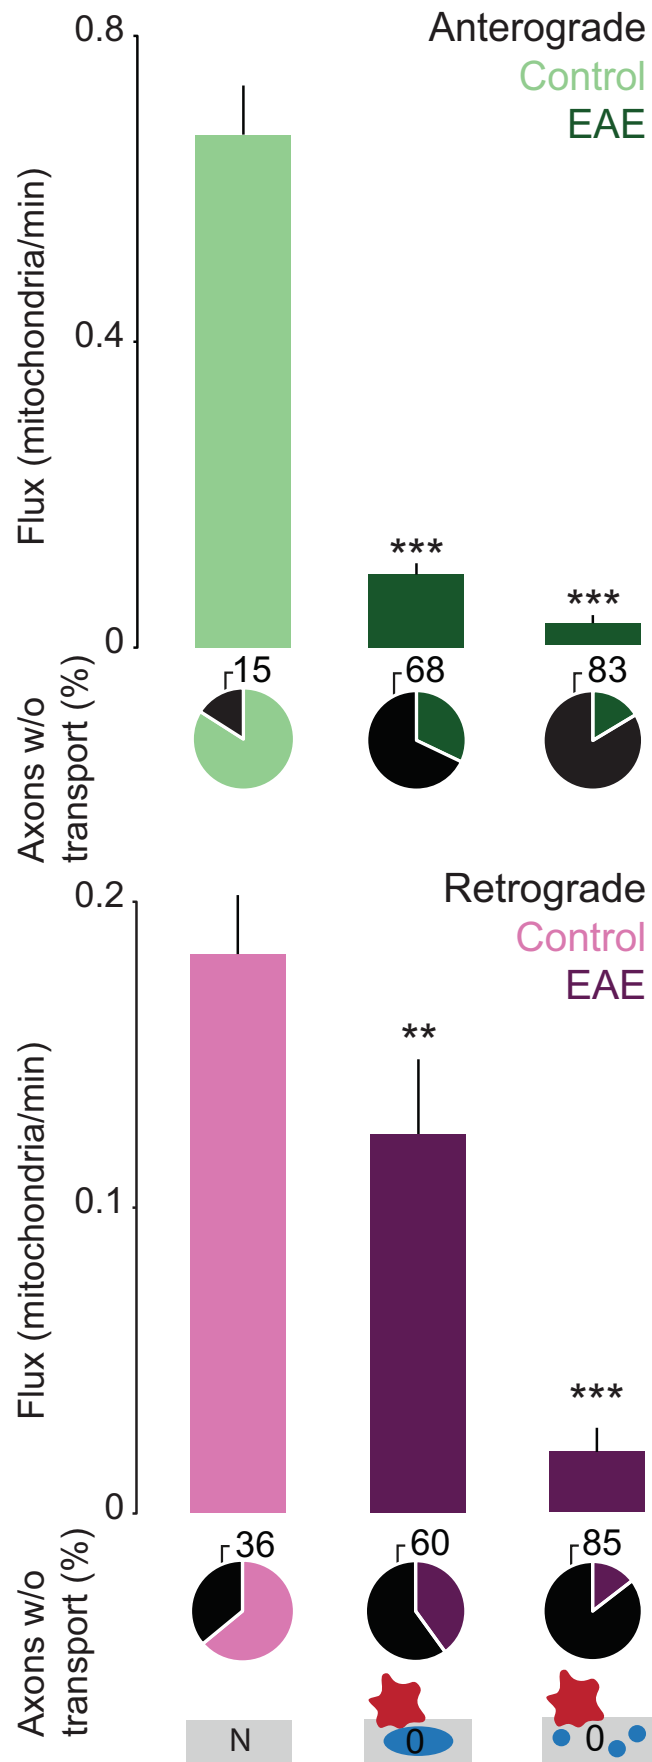 Anterograde
Control
EAE
Flux (mitochondria/min)
0.8
0.4
0
***
***
Axons w/o
transport (%)
15
68
83
Retrograde
Control
EAE
Flux (mitochondria/min)
0.2
0.1
0
**
***
Axons w/o
transport (%)
36
60
85
N
0
0